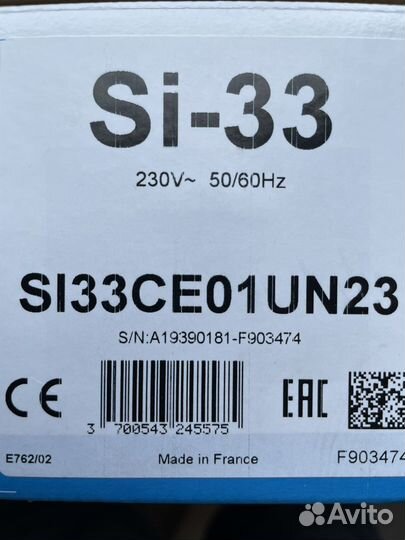 Si-33
230V~ 50/60Hz
SI33CE01UN23
S/N:A19390181-F903474
CE EAC
3 700543 245575
E762/02 Made in France F903474
Avito